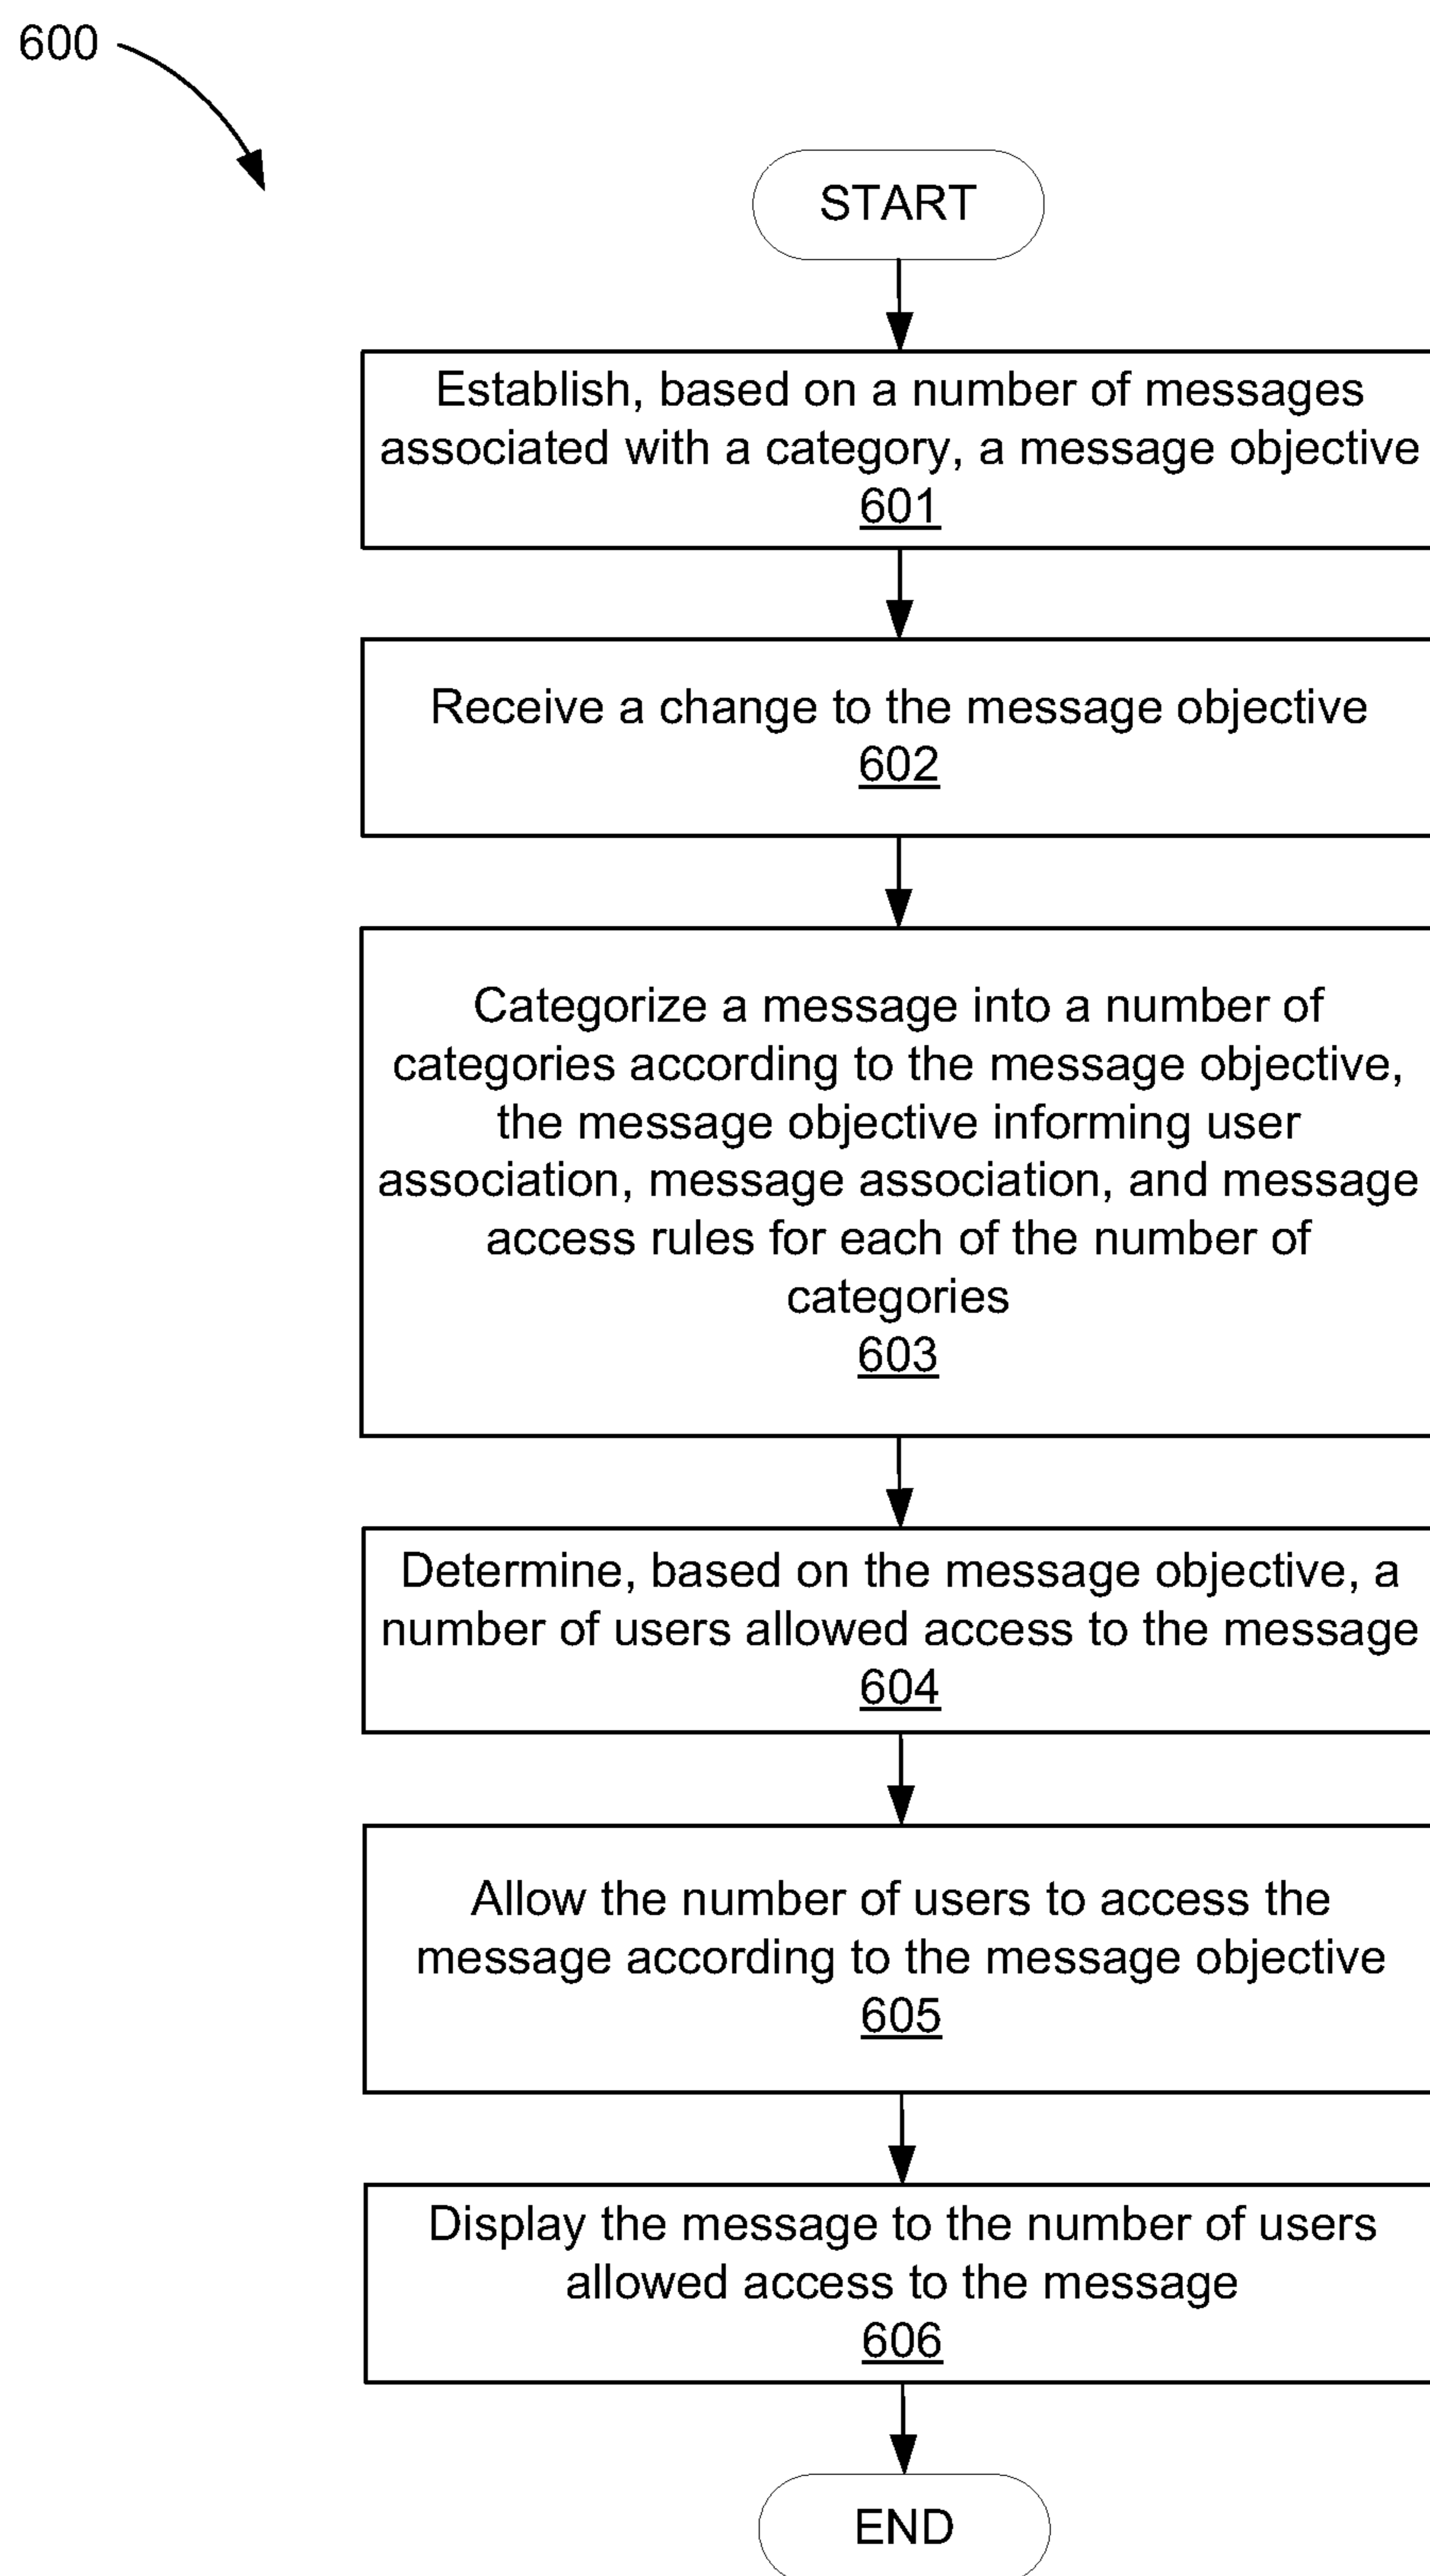 600
START
Establish, based on a number of messages
associated with a category, a message objective
601
Receive a change to the message objective
602
Categorize a message into a number of
categories according to the message objective,
the message objective informing user
association, message association, and message
access rules for each of the number of
categories
603
Determine, based on the message objective, a
number of users allowed access to the message
604
Allow the number of users to access the
message according to the message objective
605
Display the message to the number of users
allowed access to the message
606
END